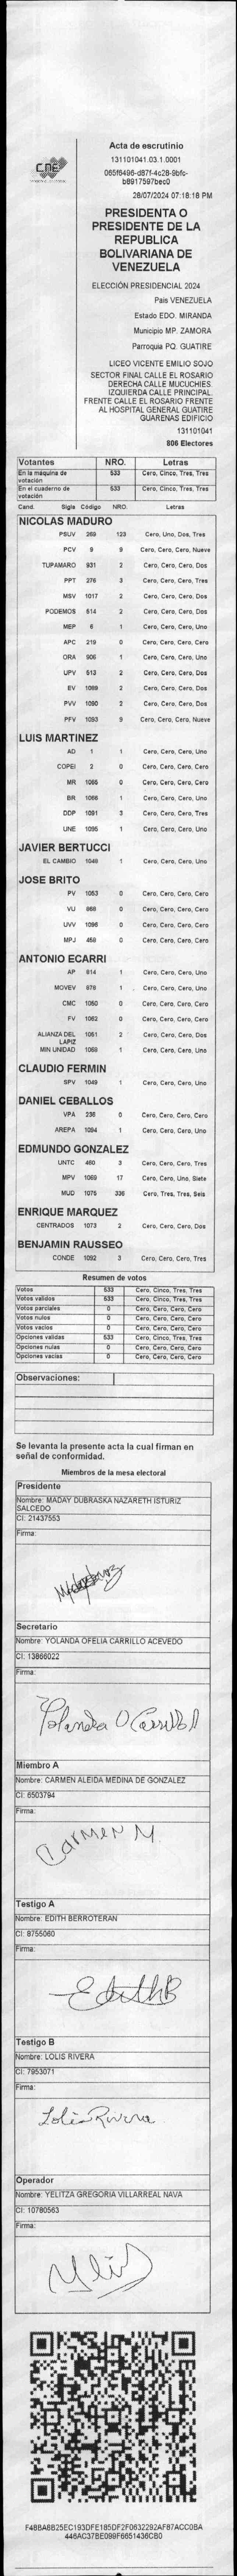 CNE
Acta de escrutinio
131101041.03.1.0001
28/07/2024 07:18:18 PM
PRESIDENTA O
PRESIDENTE DE LA
REPUBLICA
BOLIVARIANA DE
VENEZUELA
ELECCIÓN PRESIDENCIAL 2024
Pais VENEZUELA
Estado EDO. MIRANDA
Municipio MP. ZAMORA
Parroquia PQ. GUATIRE
LICEO VICENTE EMILIO SOJO
SECTOR FINAL CALLE EL ROSARIO
DERECHA CALLE MUCUCHIES.
IZQUIERDA CALLE PRINCIPAL.
FRENTE CALLE EL ROSARIO FRENTE
AL HOSPITAL GENERAL GUATIRE
GUARENAS EDIFICIO
131101041
806 Electores
Votantes NRO. Letras
En la máquina de votación 533 Cero, Cinco, Tres, Tres
En el cuaderno de votación 533 Cero, Cinco, Tres, Tres
Cand. Sigla Código NRO. Letras
NICOLAS MADURO
PSUV 269 123 Cero, Uno, Dos, Tres
PCV 9 9 Cero, Cero, Cero, Nueve
TUPAMARO 931 2 Cero, Cero, Cero, Dos
PPT 276 3 Cero, Cero, Cero, Tres
MSV 1017 2 Cero, Cero, Cero, Dos
PODEMOS 514 2 Cero, Cero, Cero, Dos
MEP 6 1 Cero, Cero, Cero, Uno
APC 219 0 Cero, Cero, Cero, Cero
ORA 906 1 Cero, Cero, Cero, Uno
UPV 513 2 Cero, Cero, Cero, Dos
EV 1089 2 Cero, Cero, Cero, Dos
PVV 1090 2 Cero, Cero, Cero, Dos
PFV 1093 9 Cero, Cero, Cero, Nueve
LUIS MARTINEZ
AD 1 1 Cero, Cero, Cero, Uno
COPEI 2 0 Cero, Cero, Cero, Cero
MR 1065 0 Cero, Cero, Cero, Cero
BR 1066 1 Cero, Cero, Cero, Uno
DDP 1091 3 Cero, Cero, Cero, Tres
UNE 1095 1 Cero, Cero, Cero, Uno
JAVIER BERTUCCI
EL CAMBIO 1048 1 Cero, Cero, Cero, Uno
JOSE BRITO
PV 1053 0 Cero, Cero, Cero, Cero
VU 868 0 Cero, Cero, Cero, Cero
UVV 1096 0 Cero, Cero, Cero, Cero
MPJ 458 0 Cero, Cero, Cero, Cero
ANTONIO ECARRI
AP 814 1 Cero, Cero, Cero, Uno
MOVEV 878 1 Cero, Cero, Cero, Uno
CMC 1050 0 Cero, Cero, Cero, Cero
FV 1062 0 Cero, Cero, Cero, Cero
ALIANZA DEL LAPIZ 1051 2 Cero, Cero, Cero, Dos
MIN UNIDAD 1068 1 Cero, Cero, Cero, Uno
CLAUDIO FERMIN
SPV 1049 1 Cero, Cero, Cero, Uno
DANIEL CEBALLOS
VPA 236 0 Cero, Cero, Cero, Cero
AREPA 1094 1 Cero, Cero, Cero, Uno
EDMUNDO GONZALEZ
UNTC 460 3 Cero, Cero, Cero, Tres
MPV 1069 17 Cero, Cero, Uno, Siete
MUD 1075 336 Cero, Tres, Tres, Seis
ENRIQUE MARQUEZ
CENTRADOS 1073 2 Cero, Cero, Cero, Dos
BENJAMIN RAUSSEO
CONDE 1092 3 Cero, Cero, Cero, Tres
Resumen de votos
Votos 533 Cero, Cinco, Tres, Tres
Votos validos 533 Cero, Cinco, Tres, Tres
Votos parciales 0 Cero, Cero, Cero, Cero
Votos nulos 0 Cero, Cero, Cero, Cero
Votos vacíos 0 Cero, Cero, Cero, Cero
Opciones validas 533 Cero, Cinco, Tres, Tres
Opciones nulas 0 Cero, Cero, Cero, Cero
Opciones vacias 0 Cero, Cero, Cero, Cero
Observaciones:
Se levanta la presente acta la cual firman en
señal de conformidad.
Miembros de la mesa electoral
Presidente
Nombre: MADAY DUBRASKA NAZARETH ISTURIZ
SALCEDO
CI: 21437553
Firma:
Secretario
Nombre: YOLANDA OFELIA CARRILLO ACEVEDO
CI: 13866022
Firma:
Yolanda O Carrillo A
Miembro A
Nombre: CARMEN ALEIDA MEDINA DE GONZALEZ
CI: 6503794
Firma:
Carmen M.
Testigo A
Nombre: EDITH BERROTERAN
CI: 8755060
Firma:
Edith B
Testigo B
Nombre: LOLIS RIVERA
CI: 7953071
Firma:
Lolis Rivera
Operador
Nombre: YELITZA GREGORIA VILLARREAL NAVA
CI: 10780563
Firma: